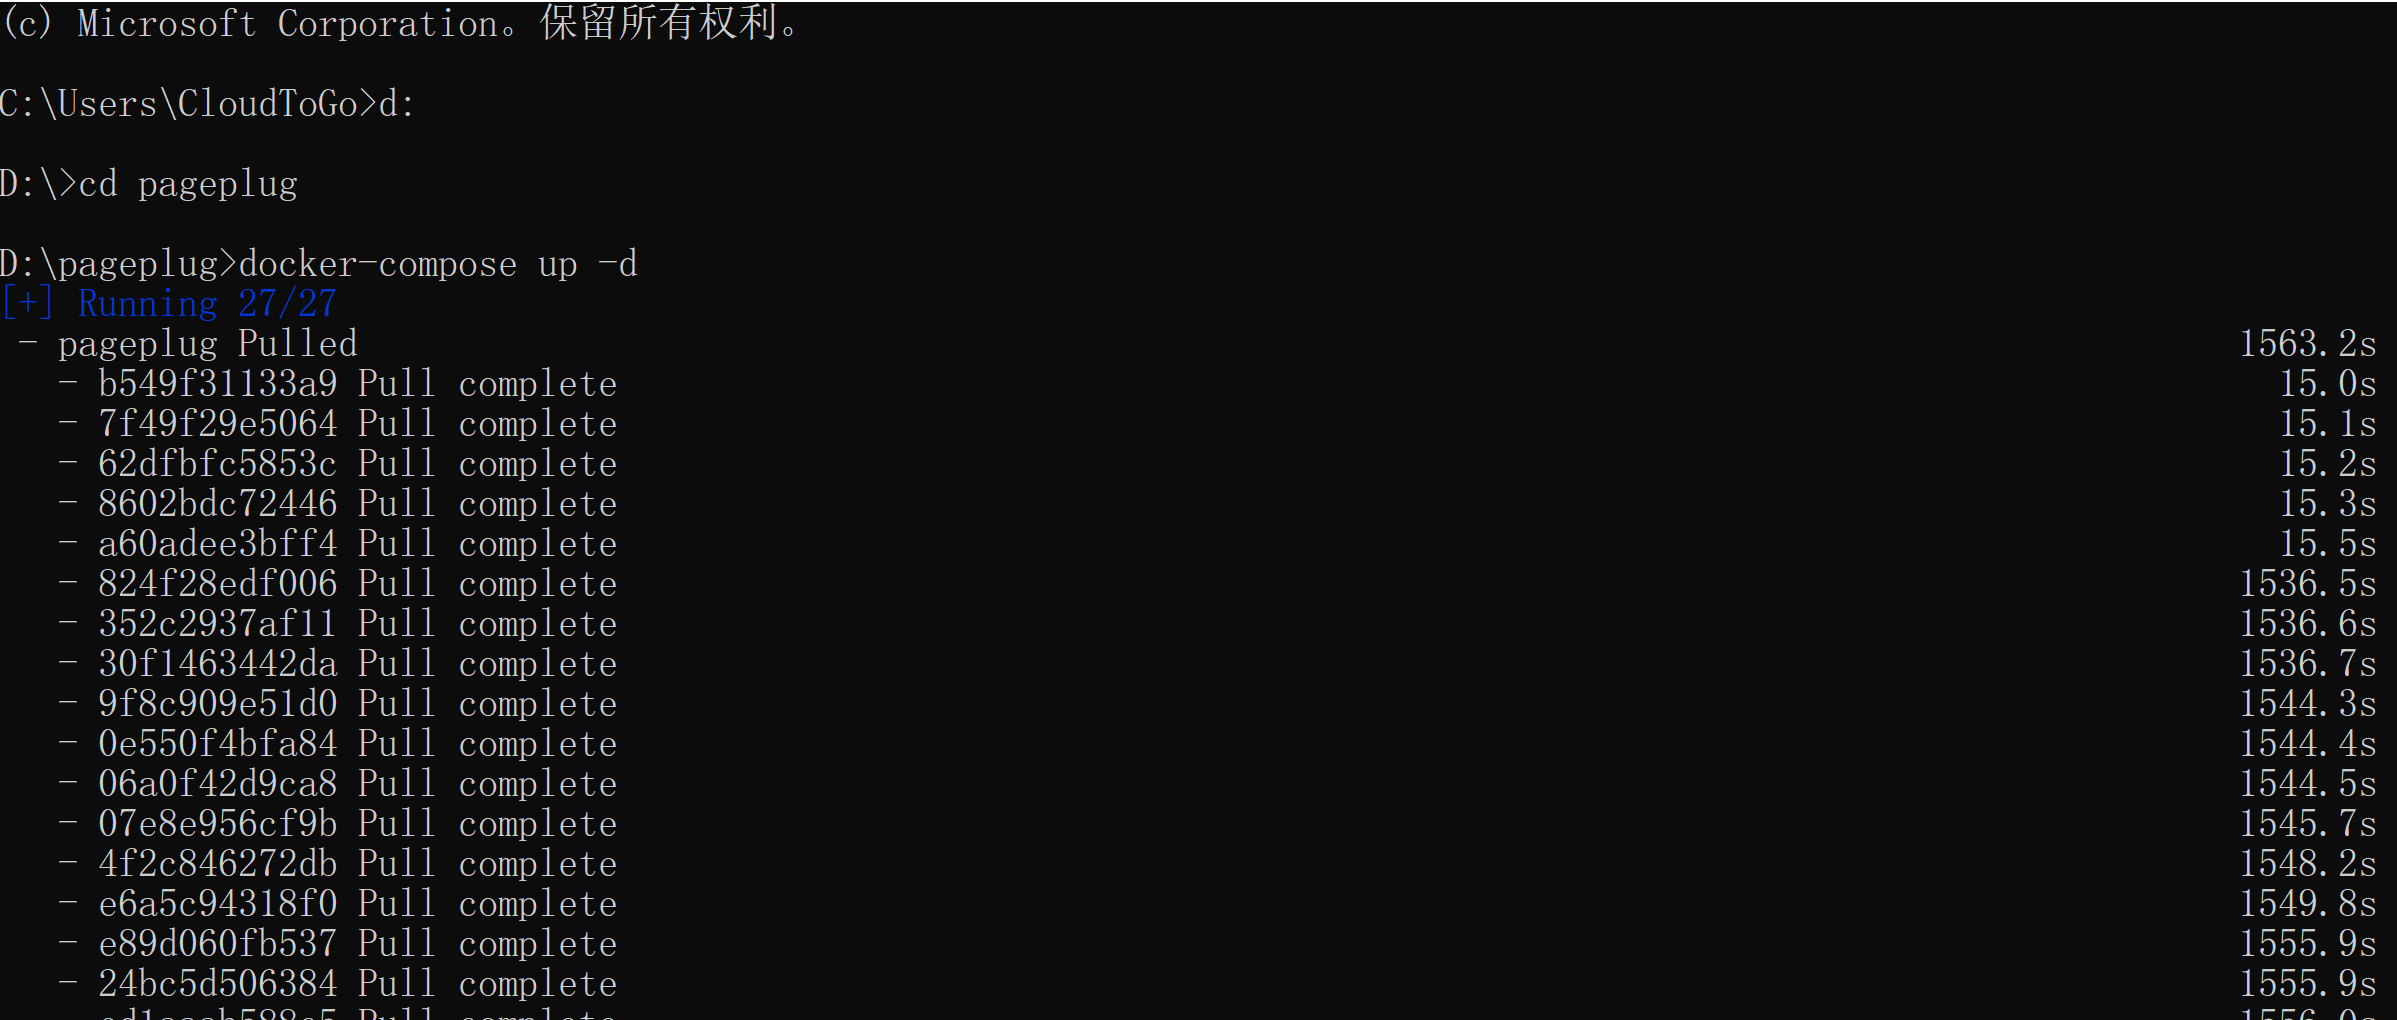 (c) Microsoft Corporation。保留所有权利。
C:\Users\CloudToGo>d:
D:\>cd pageplug
D:\pageplug>docker-compose up -d
[+] Running 27/27
- pageplug Pulled 1563.2s
- b549f31133a9 Pull complete 15.0s
- 7f49f29e5064 Pull complete 15.1s
- 62dfbfc5853c Pull complete 15.2s
- 8602bdc72446 Pull complete 15.3s
- a60adee3bff4 Pull complete 15.5s
- 824f28edf006 Pull complete 1536.5s
- 352c2937af11 Pull complete 1536.6s
- 30f1463442da Pull complete 1536.7s
- 9f8c909e51d0 Pull complete 1544.3s
- 0e550f4bfa84 Pull complete 1544.4s
- 06a0f42d9ca8 Pull complete 1544.5s
- 07e8e956cf9b Pull complete 1545.7s
- 4f2c846272db Pull complete 1548.2s
- e6a5c94318f0 Pull complete 1549.8s
- e89d060fb537 Pull complete 1555.9s
- 24bc5d506384 Pull complete 1555.9s
Pull complete 1556.0s